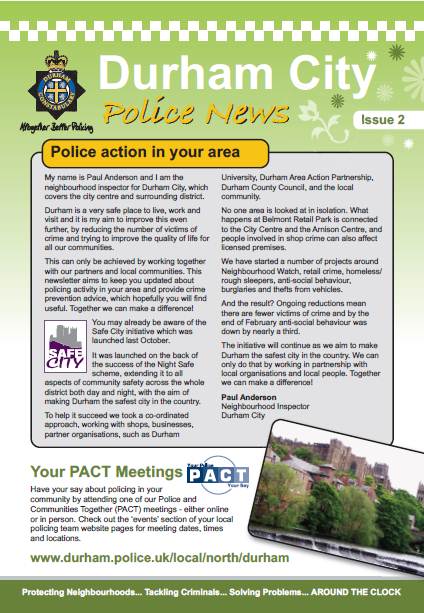 DURHAM
CONSTABULARY
Altogether Better Policing
Durham City
Police News
Issue 2
Police action in your area
My name is Paul Anderson and I am the
neighbourhood inspector for Durham City, which
covers the city centre and surrounding district.
Durham is a very safe place to live, work and
visit and it is my aim to improve this even
further, by reducing the number of victims of
crime and trying to improve the quality of life for
all our communities.
This can only be achieved by working together
with our partners and local communities. This
newsletter aims to keep you updated about
policing activity in your area and provide crime
prevention advice, which hopefully you will find
useful. Together we can make a difference!
SAFE
CITY
You may already be aware of the
Safe City initiative which was
launched last October.
It was launched on the back of
the success of the Night Safe
scheme, extending it to all
aspects of community safety across the whole
district both day and night, with the aim of
making Durham the safest city in the country.
To help it succeed we took a co-ordinated
approach, working with shops, businesses,
partner organisations, such as Durham
University, Durham Area Action Partnership,
Durham County Council, and the local
community.
No one area is looked at in isolation. What
happens at Belmont Retail Park is connected
to the City Centre and the Arnison Centre, and
people involved in shop crime can also affect
licensed premises.
We have started a number of projects around
Neighbourhood Watch, retail crime, homeless/
rough sleepers, anti-social behaviour,
burglaries and thefts from vehicles.
And the result? Ongoing reductions mean
there are fewer victims of crime and by the
end of February anti-social behaviour was
down by nearly a third.
The initiative will continue as we aim to make
Durham the safest city in the country. We can
only do that by working in partnership with
local organisations and local people. Together
we can make a difference!
Paul Anderson
Neighbourhood Inspector
Durham City
Your PACT Meetings
Your Police
PACT
Your Say
Have your say about policing in your
community by attending one of our Police and
Communities Together (PACT) meetings - either online
or in person. Check out the 'events' section of your local
policing team website pages for meeting dates, times
and locations.
www.durham.police.uk/local/north/durham
Protecting Neighbourhoods... Tackling Criminals... Solving Problems... AROUND THE CLOCK